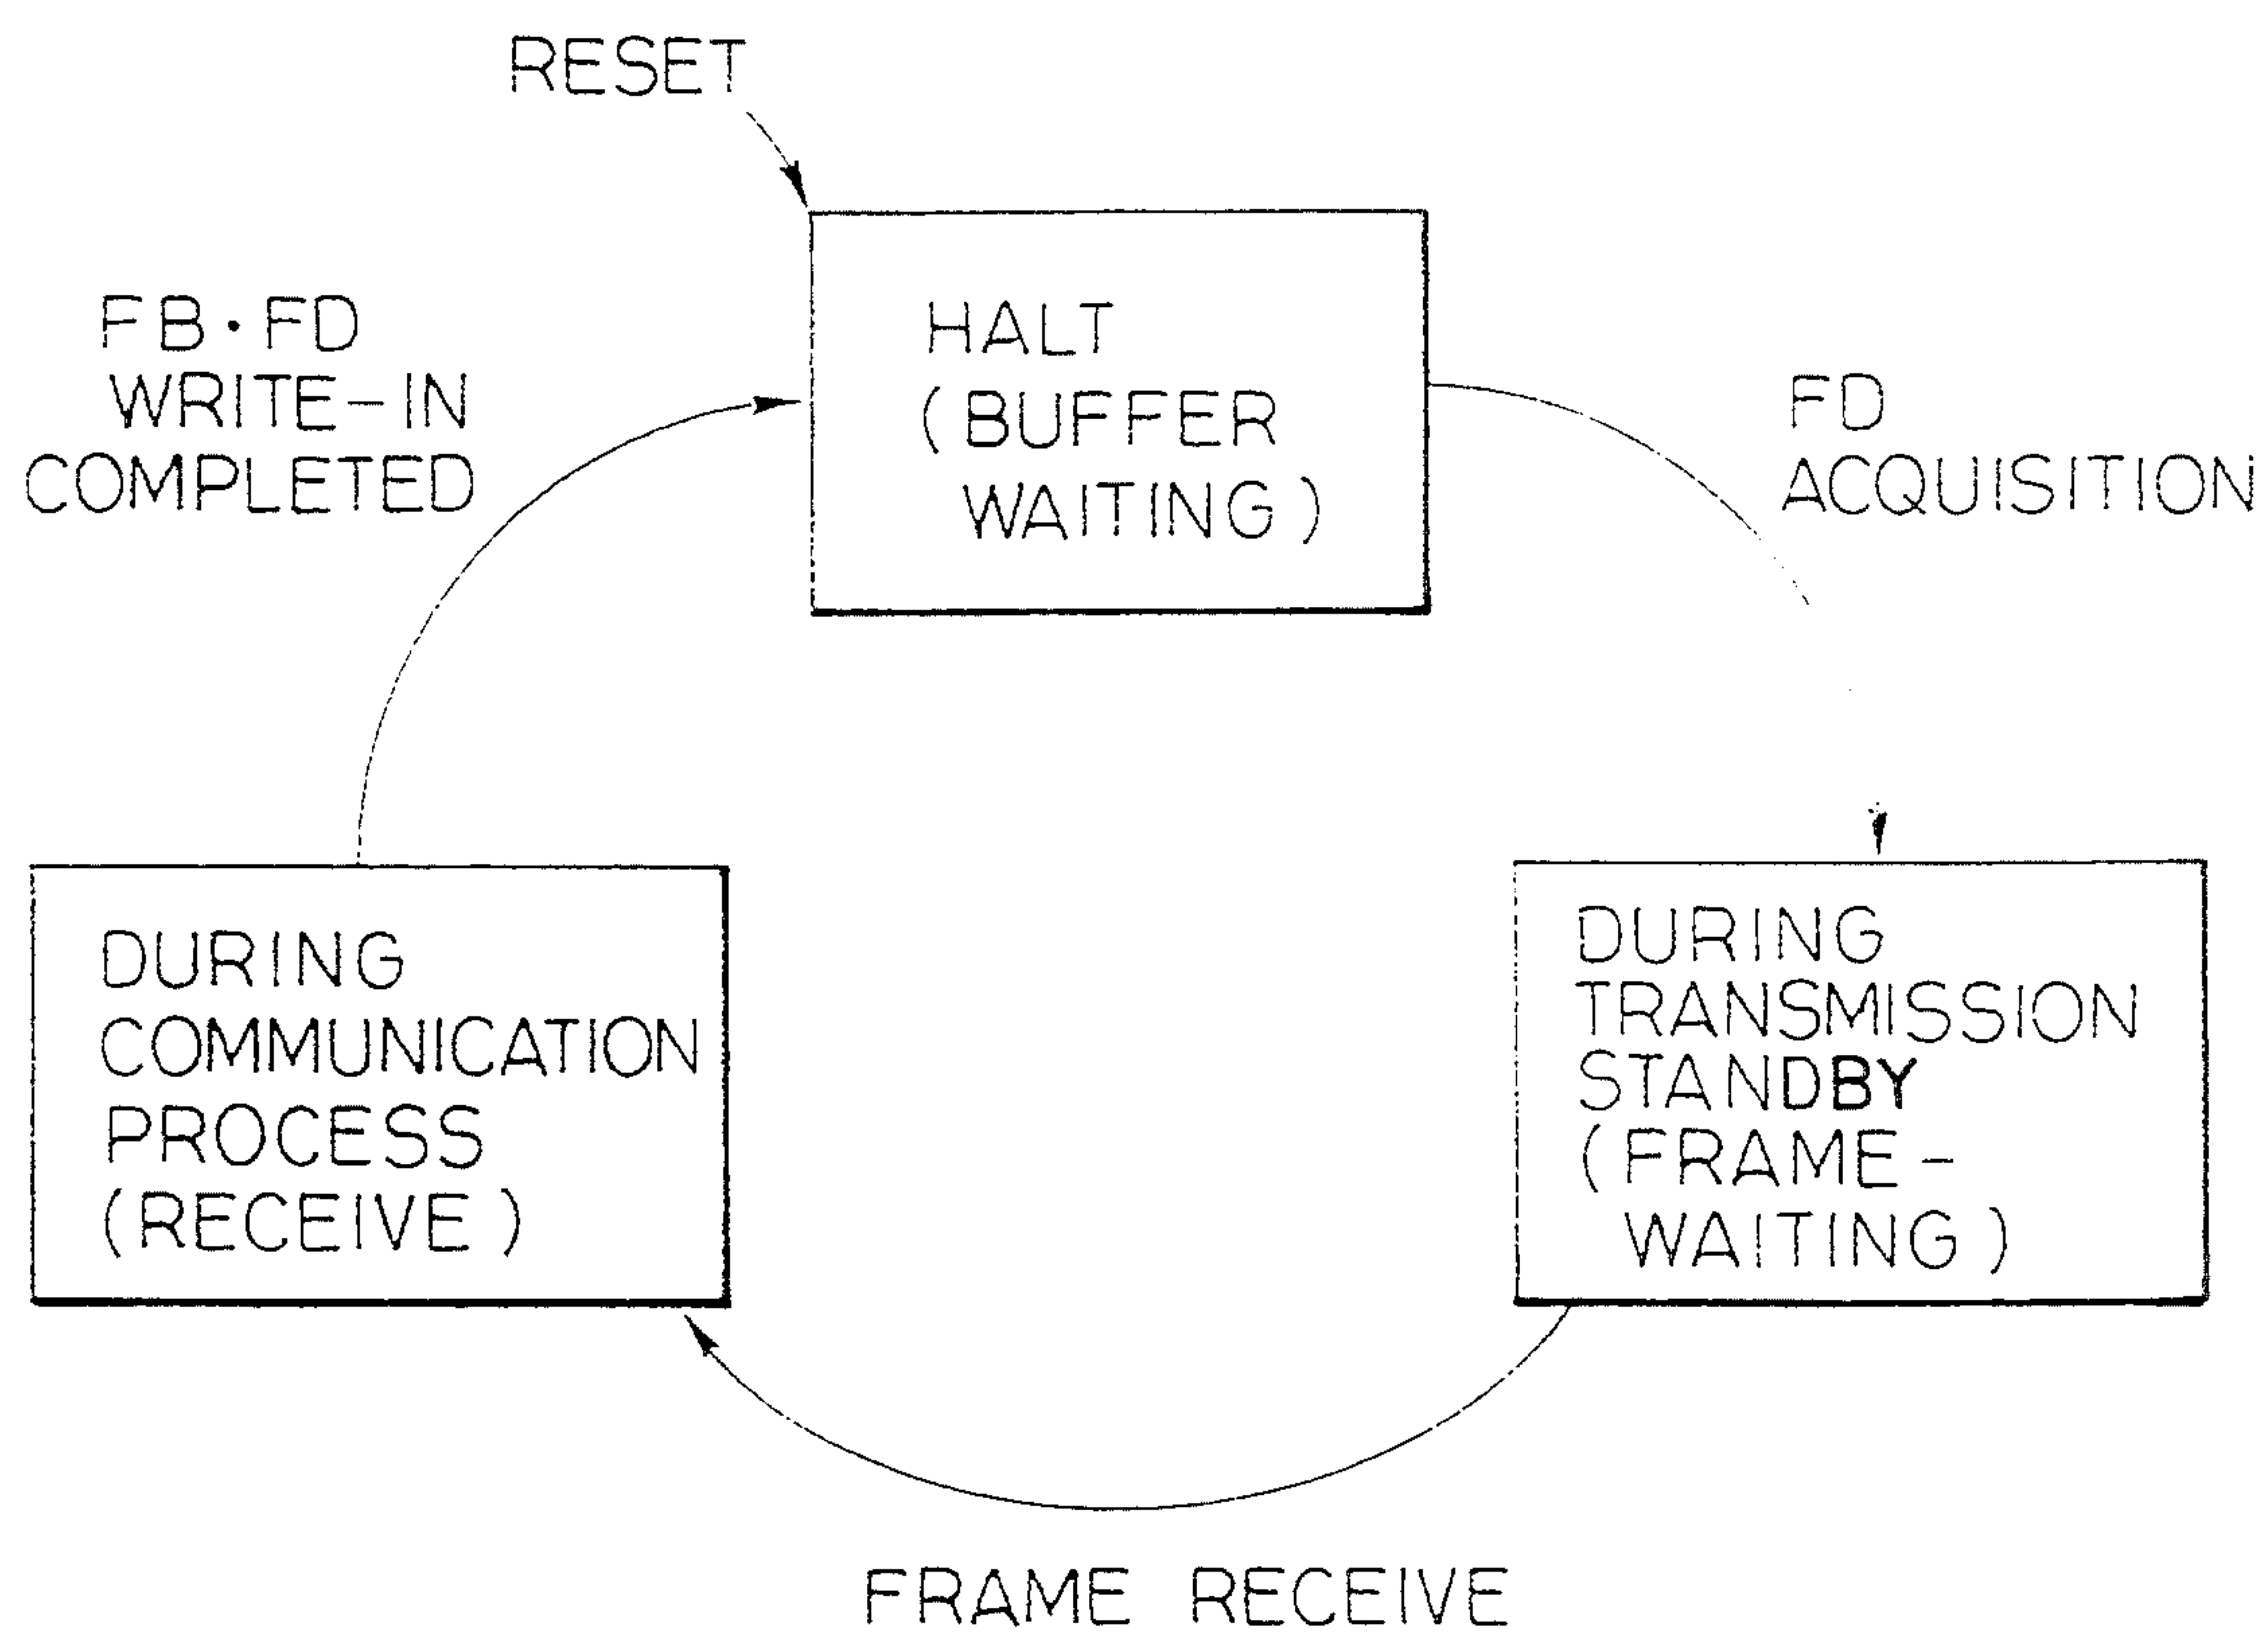 RESET
HALT
(BUFFER
WAITING)
FB·FD
WRITE-IN
COMPLETED
FD
ACQUISITION
DURING
COMMUNICATION
PROCESS
(RECEIVE)
DURING
TRANSMISSION
STANDBY
(FRAME-
WAITING)
FRAME RECEIVE